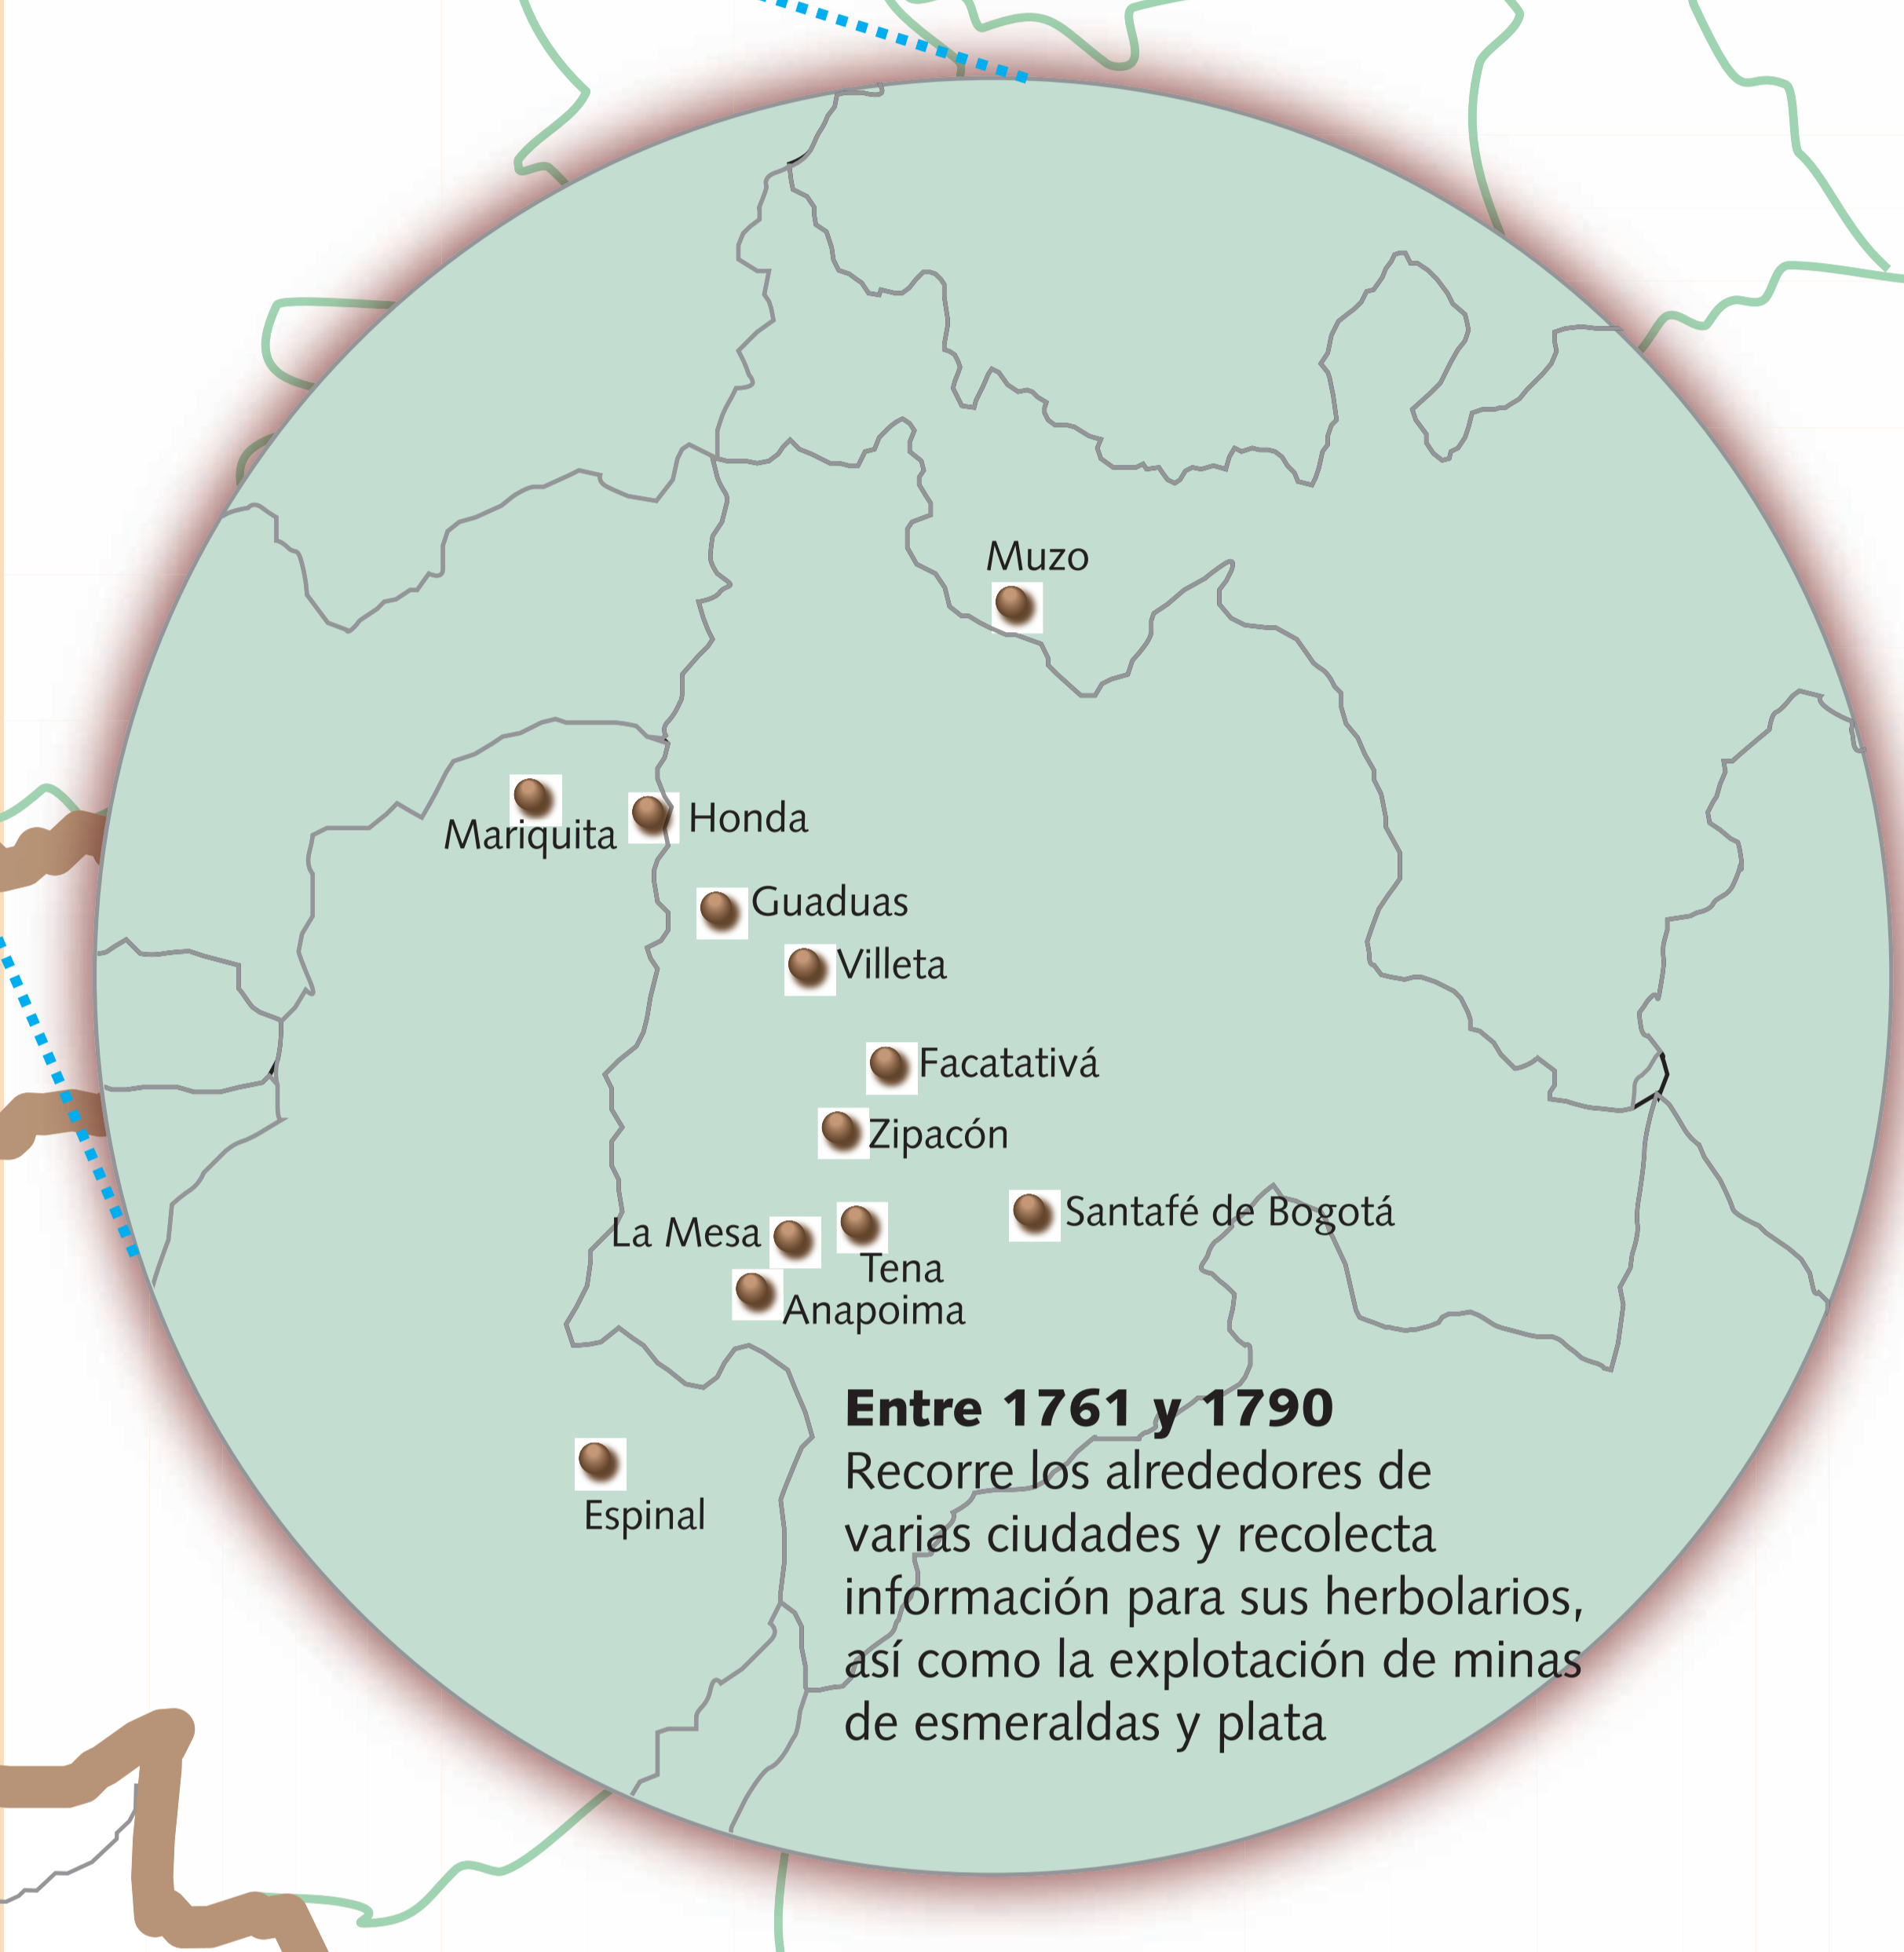 Muzo
Mariquita
Honda
Guaduas
Villeta
Facatativá
Zipacón
Santafé de Bogotá
La Mesa
Tena
Anapoima
Entre 1761 y 1790
Recorre los alrededores de
varias ciudades y recolecta
información para sus herbolarios,
así como la explotación de minas
de esmeraldas y plata
Espinal